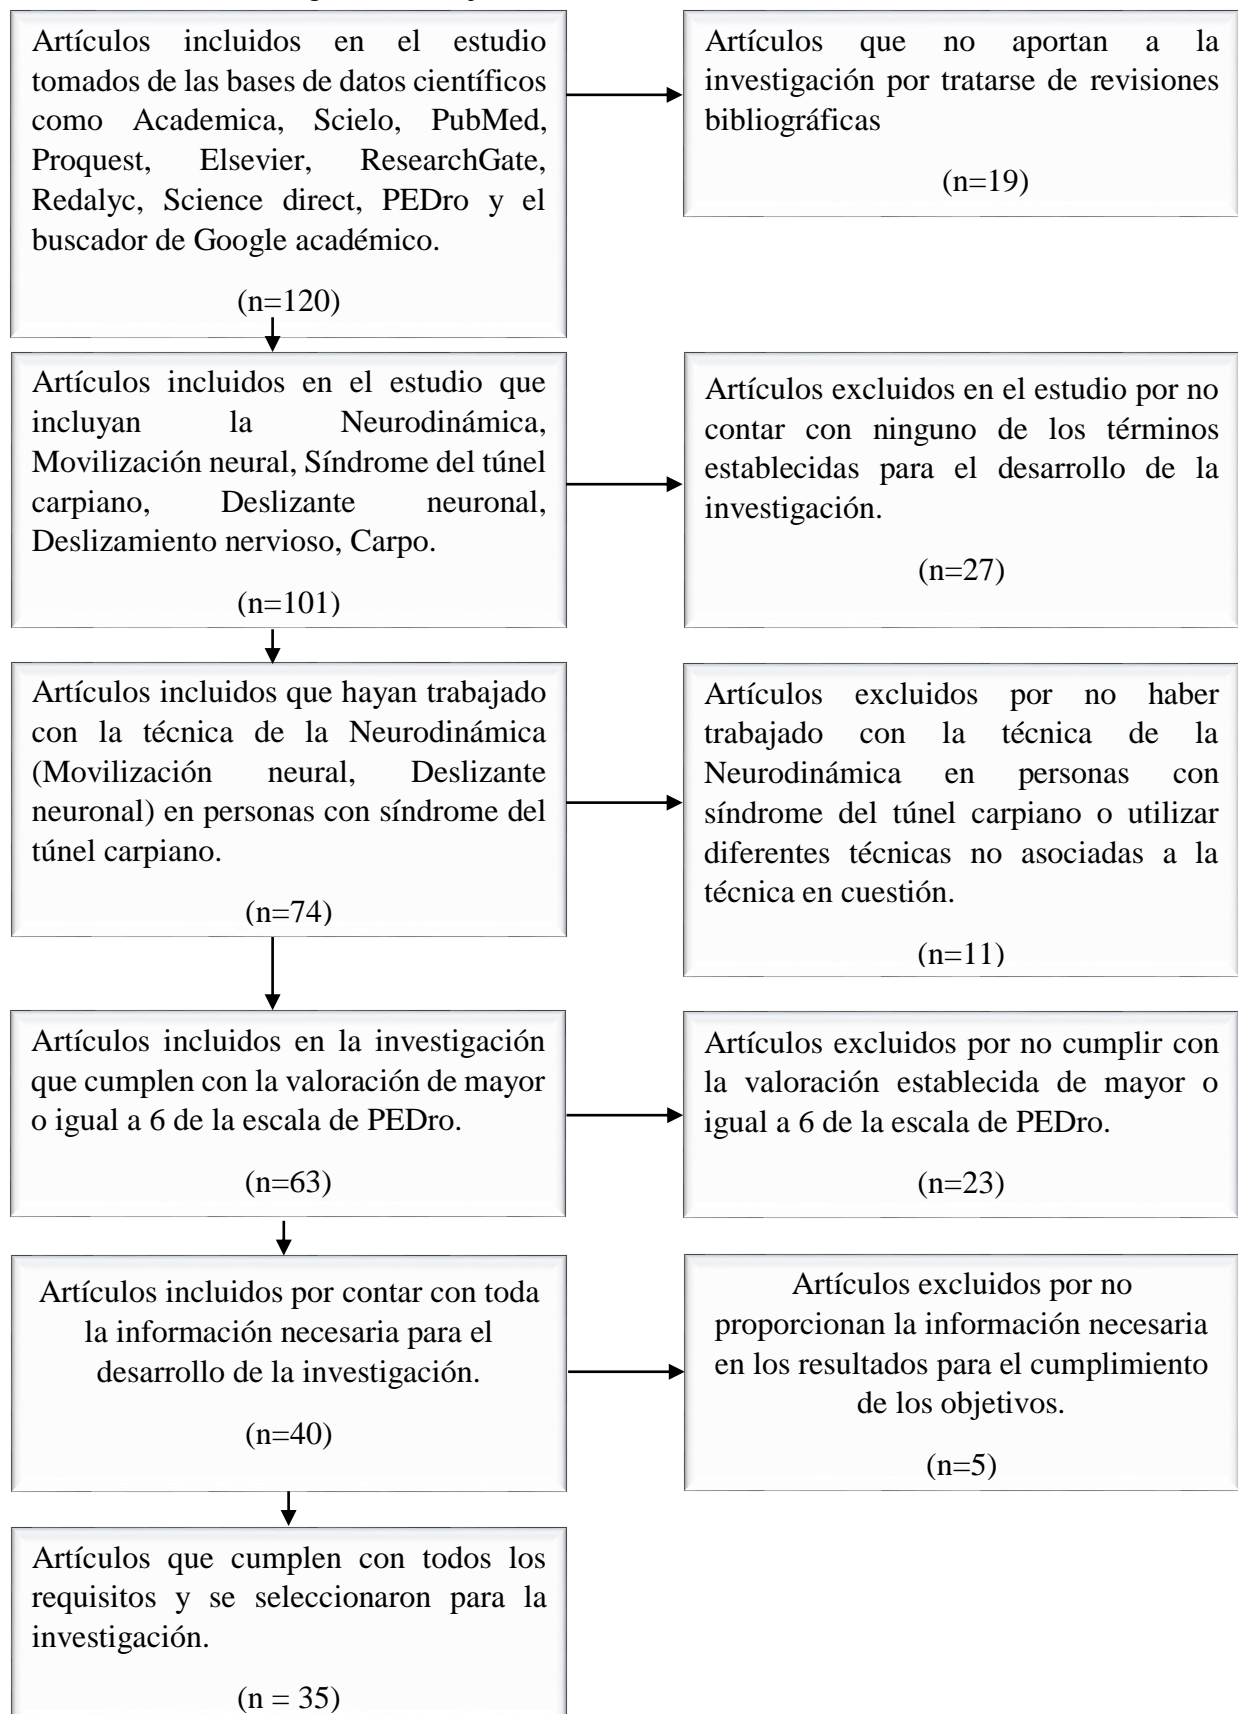 Artículos incluidos en el estudio
tomados de las bases de datos científicos
como Academica, Scielo, PubMed,
Proquest, Elsevier, ResearchGate,
Redalyc, Science direct, PEDro y el
buscador de Google académico.
(n=120)
Artículos que no aportan a la
investigación por tratarse de revisiones
bibliográficas
(n=19)
Artículos incluidos en el estudio que
incluyan la Neurodinámica,
Movilización neural, Síndrome del túnel
carpiano, Deslizante neuronal,
Deslizamiento nervioso, Carpo.
(n=101)
Artículos excluidos en el estudio por no
contar con ninguno de los términos
establecidas para el desarrollo de la
investigación.
(n=27)
Artículos incluidos que hayan trabajado
con la técnica de la Neurodinámica
(Movilización neural, Deslizante
neuronal) en personas con síndrome del
túnel carpiano.
(n=74)
Artículos excluidos por no haber
trabajado con la técnica de la
Neurodinámica en personas con
síndrome del túnel carpiano o utilizar
diferentes técnicas no asociadas a la
técnica en cuestión.
(n=11)
Artículos incluidos en la investigación
que cumplen con la valoración de mayor
o igual a 6 de la escala de PEDro.
(n=63)
Artículos excluidos por no cumplir con
la valoración establecida de mayor o
igual a 6 de la escala de PEDro.
(n=23)
Artículos incluidos por contar con toda
la información necesaria para el
desarrollo de la investigación.
(n=40)
Artículos excluidos por no
proporcionan la información necesaria
en los resultados para el cumplimiento
de los objetivos.
(n=5)
Artículos que cumplen con todos los
requisitos y se seleccionaron para la
investigación.
(n = 35)